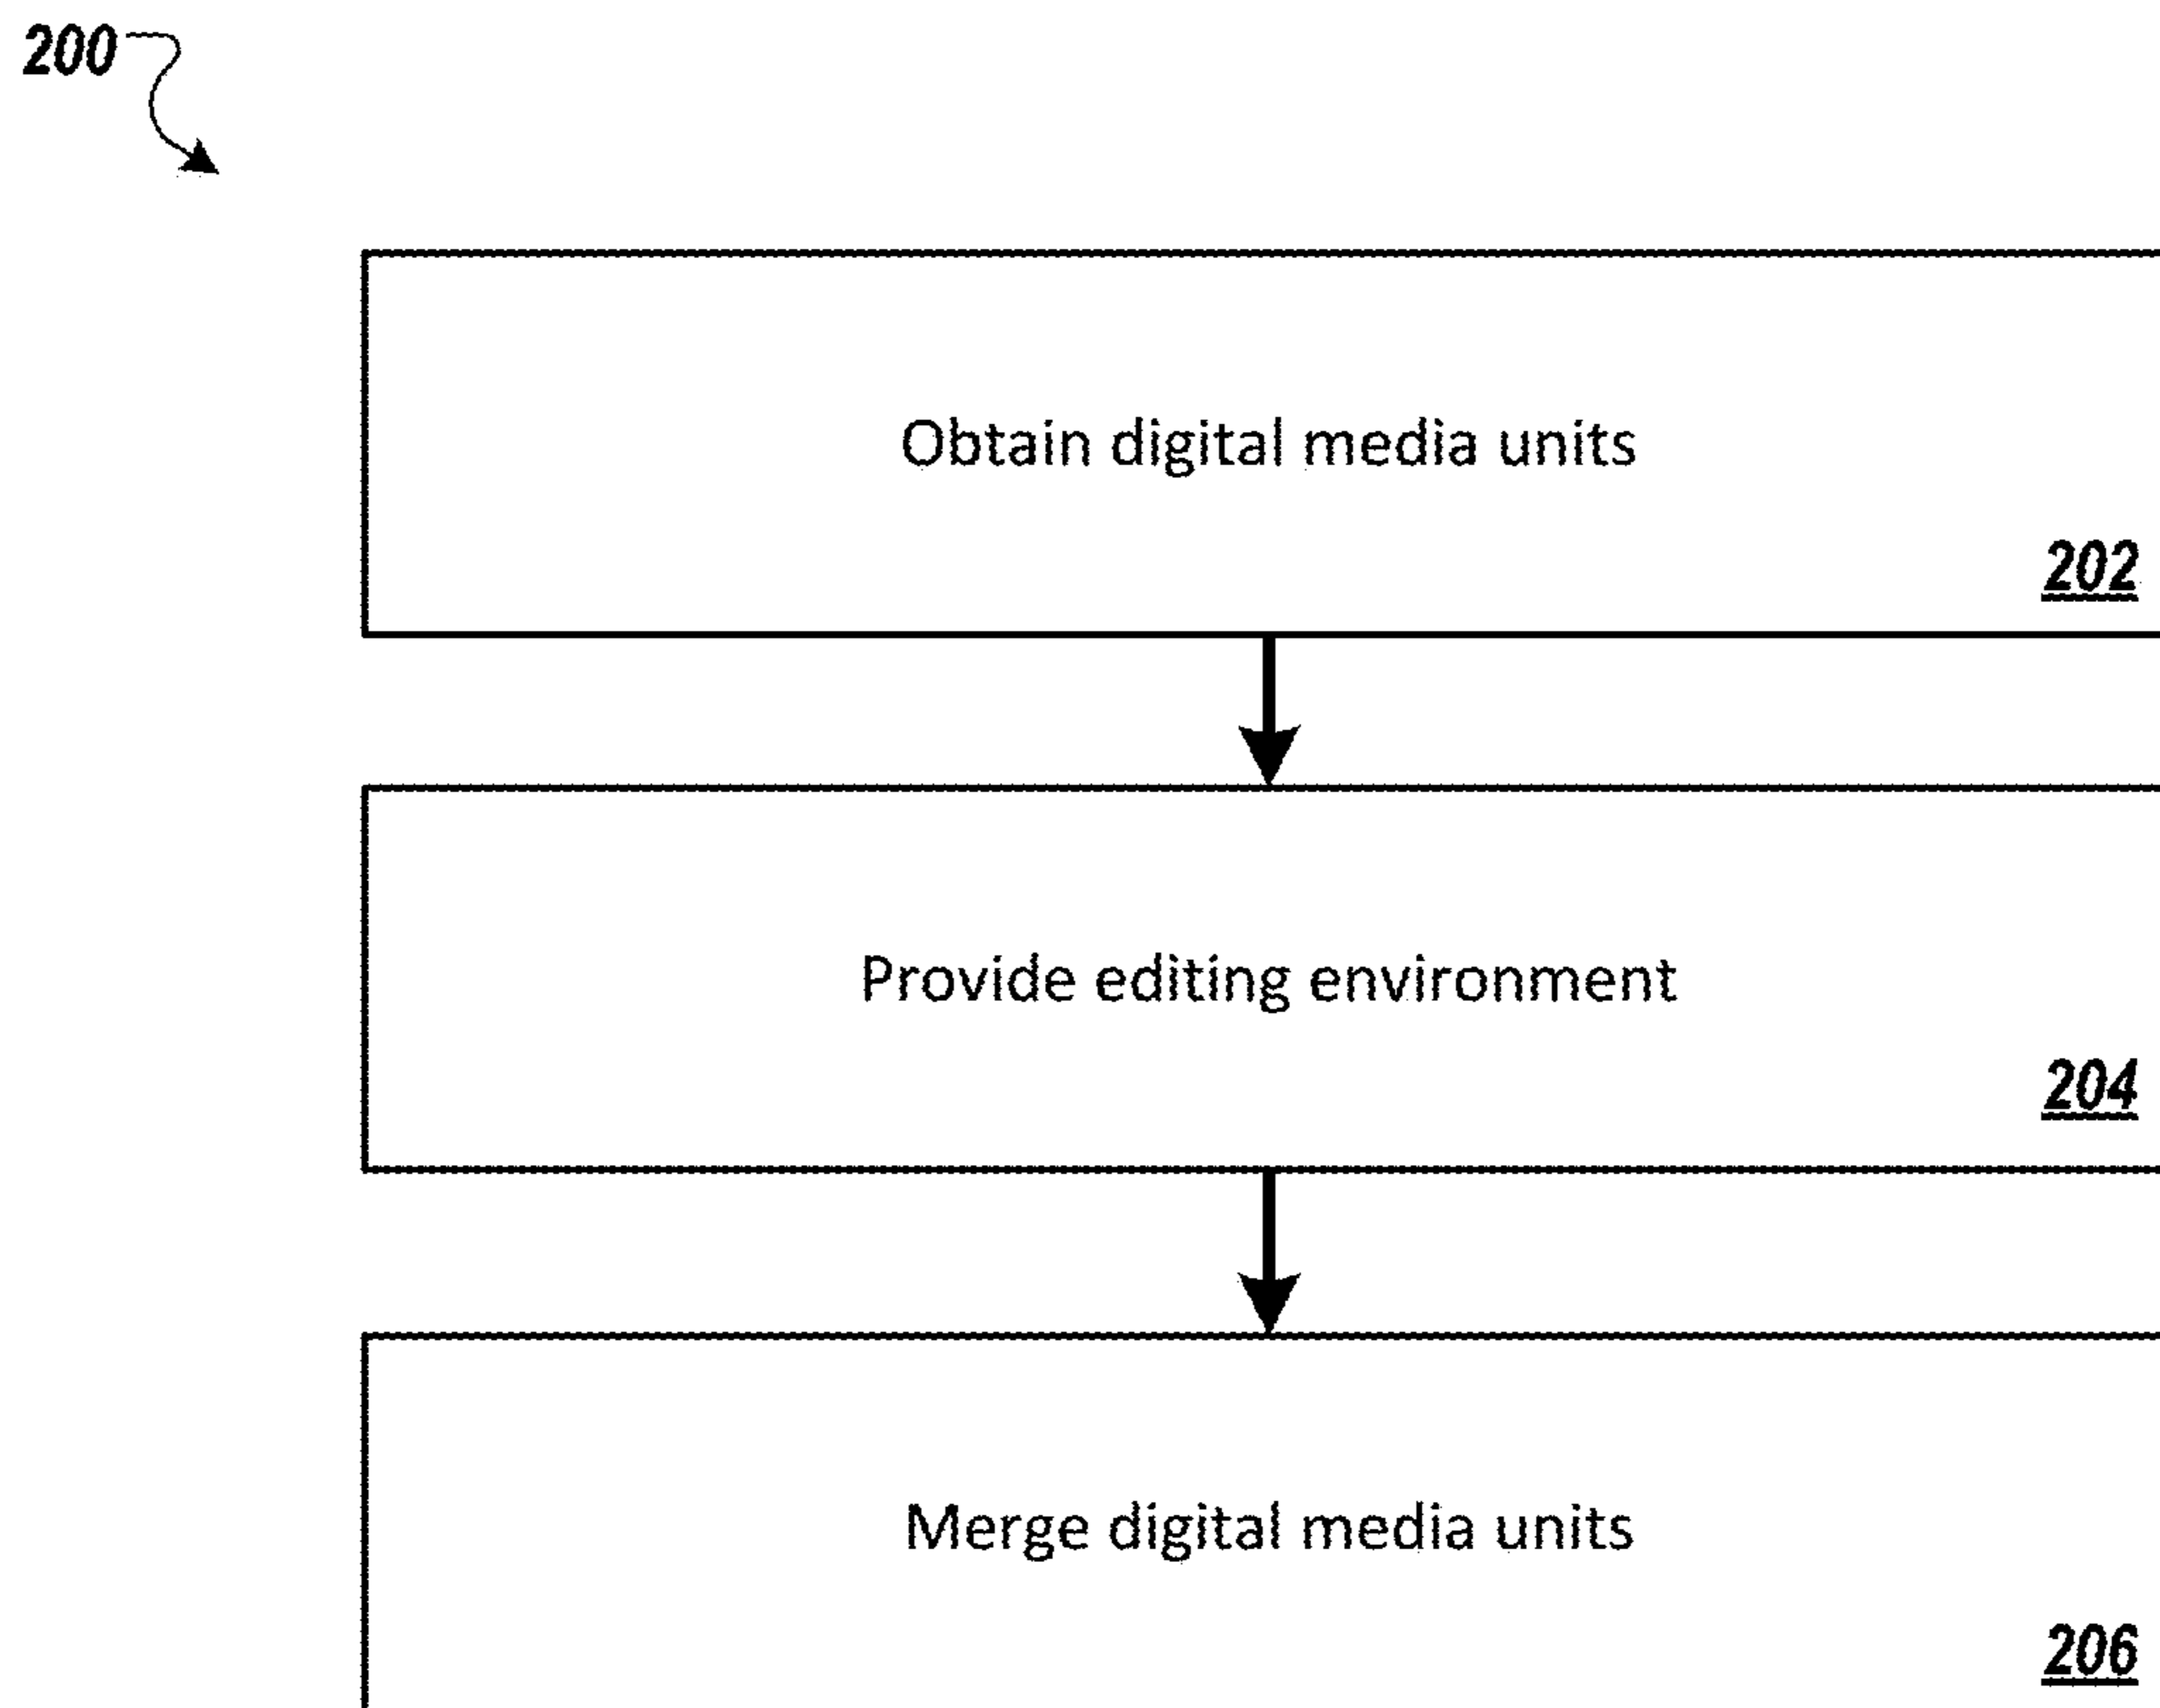 200
Obtain digital media units
202
Provide editing environment
204
Merge digital media units
206